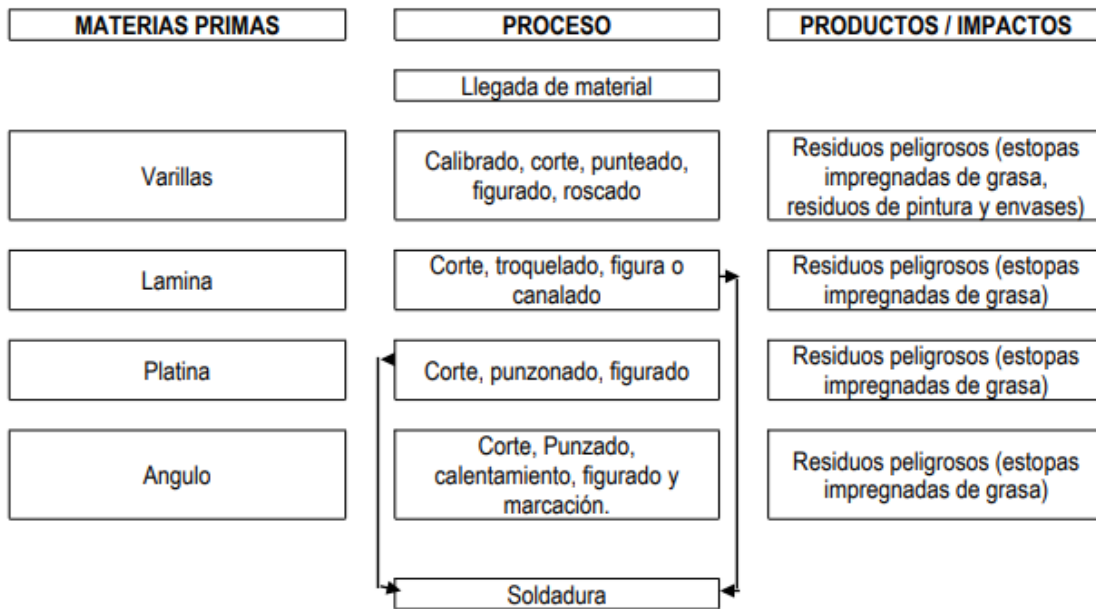 MATERIAS PRIMAS
PROCESO
PRODUCTOS / IMPACTOS
Llegada de material
Varillas
Calibrado, corte, punteado,
figurado, roscado
Residuos peligrosos (estopas
impregnadas de grasa,
residuos de pintura y envases)
Lamina
Corte, troquelado, figura o
canalado
Residuos peligrosos (estopas
impregnadas de grasa)
Platina
Corte, punzonado, figurado
Residuos peligrosos (estopas
impregnadas de grasa)
Angulo
Corte, Punzado,
calentamiento, figurado y
marcación.
Residuos peligrosos (estopas
impregnadas de grasa)
Soldadura